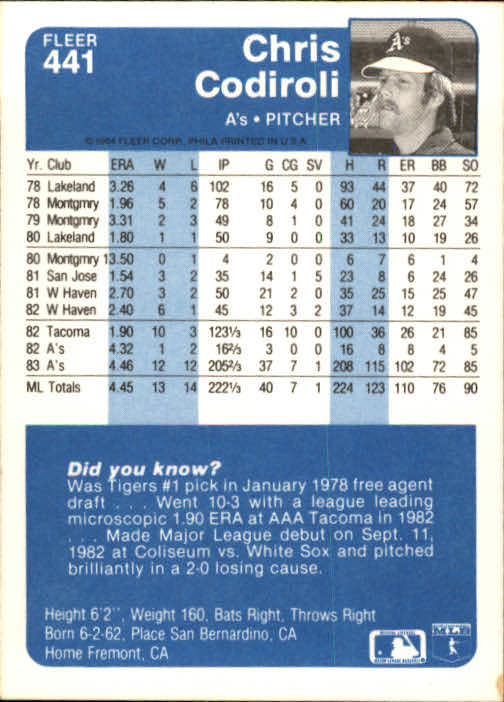 FLEER
441
Chris
Codiroli
A's • PITCHER
A's
© 1984 FLEER CORP., PHILA PRINTED IN U.S.A.
Yr. Club ERA W L IP G CG SV H R ER BB SO
78 Lakeland 3.26 4 6 102 16 5 0 93 44 37 40 72
78 Montgmry 1.96 5 2 78 10 4 0 60 20 17 24 57
79 Montgmry 3.31 2 3 49 8 1 0 41 24 18 27 34
80 Lakeland 1.80 1 1 50 9 0 0 33 13 10 19 26
80 Montgmry 13.50 0 1 4 2 0 0 6 7 6 1 4
81 San Jose 1.54 3 2 35 14 1 5 23 8 6 24 26
81 W Haven 2.70 3 2 50 21 2 0 35 25 15 25 47
82 W Haven 2.40 6 1 45 12 3 2 37 14 12 19 45
82 Tacoma 1.90 10 3 123⅓ 16 10 0 100 36 26 21 85
82 A's 4.32 1 2 16⅔ 3 0 0 16 8 8 4 5
83 A's 4.46 12 12 205⅔ 37 7 1 208 115 102 72 85
ML Totals 4.45 13 14 222⅓ 40 7 1 224 123 110 76 90
Did you know?
Was Tigers #1 pick in January 1978 free agent
draft . . . Went 10-3 with a league leading
microscopic 1.90 ERA at AAA Tacoma in 1982
. . . Made Major League debut on Sept. 11,
1982 at Coliseum vs. White Sox and pitched
brilliantly in a 2-0 losing cause.
Height 6'2", Weight 160, Bats Right, Throws Right
Born 6-2-62, Place San Bernardino, CA
Home Fremont, CA